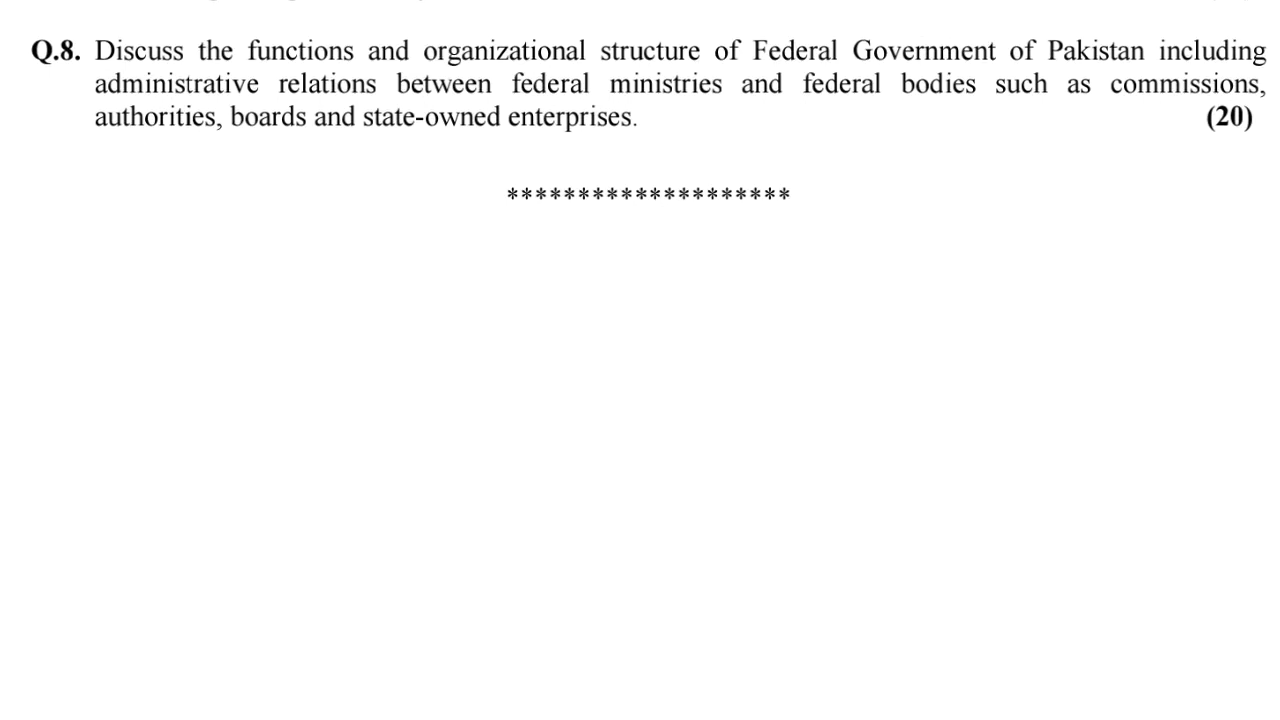 Q.8. Discuss the functions and organizational structure of Federal Government of Pakistan including
administrative relations between federal ministries and federal bodies such as commissions,
authorities, boards and state-owned enterprises. (20)
********************